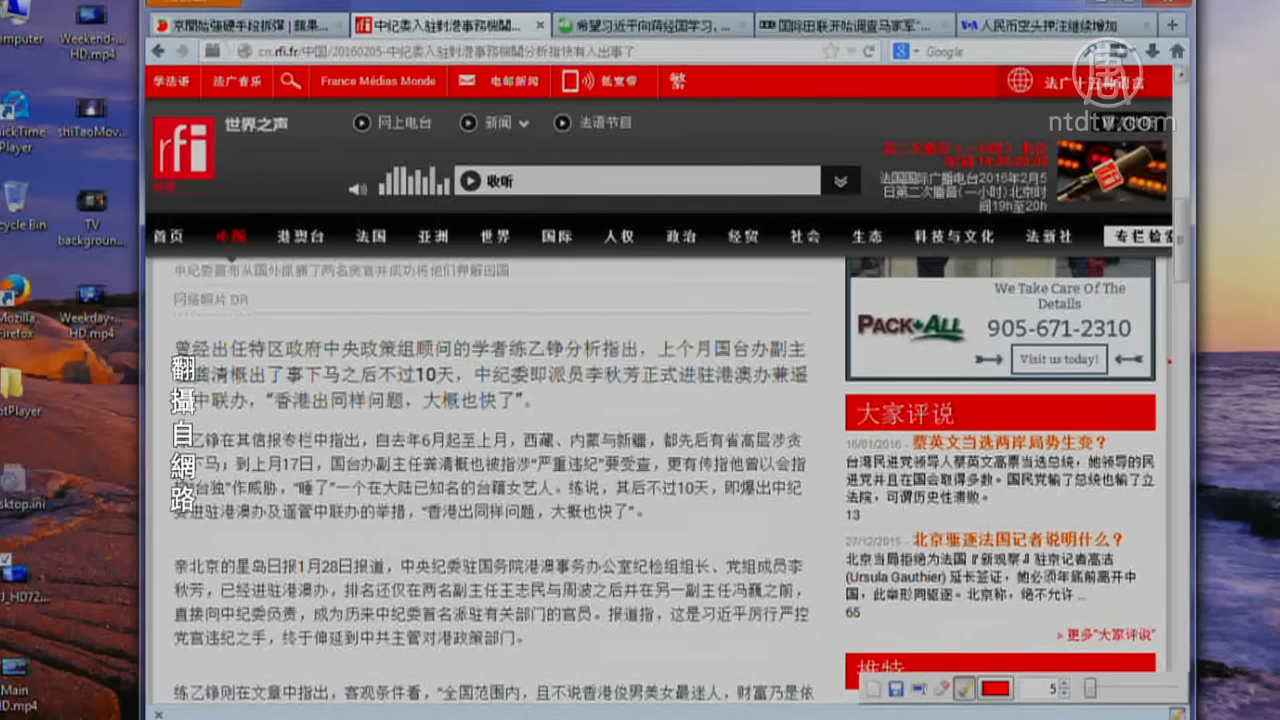 京開始強硬手段拆煤 | 蘋果...
中纪委入驻對港事務機關...
希望习近平向蒋经国学习，...
国际田联开始调查马家军"...
人民币空头押注继续增加
cn.rfi.fr/中国/20160205-中纪委入驻對港事務機關分析指快有人出事了
Google
学法语
法广音乐
France Médias Monde
电邮新闻
低宽带
繁
法广十五种语言
ntdtv.com
rfi
世界之声
网上电台
新闻
法语节目
收听
法国国际广播电台2016年2月5
日第二次播音(一小时)北京时
间19h至20h
首页
中国
港澳台
法国
亚洲
世界
国际
人权
政治
经贸
社会
生态
科技与文化
法新社
专栏检索
中纪委宣布从国外抓捕了两名贪官并成功将他们押解回国
网络照片 DR
曾经出任特区政府中央政策组顾问的学者练乙铮分析指出，上个月国台办副主
龚清概出了事下马之后不过10天，中纪委即派员李秋芳正式进驻港澳办兼遥
中联办，“香港出同样问题，大概也快了”。
乙铮在其信报专栏中指出，自去年6月起至上月，西藏、内蒙与新疆，都先后有省高层涉贪
下马，到上月17日，国台办副主任龚清概也被指涉“严重违纪”要受查，更有传指他曾以会指
台独”作威胁，“睡了”一个在大陆已知名的台籍女艺人。练说，其后不过10天，即爆出中纪
进驻港澳办及遥管中联办的举措，“香港出同样问题，大概也快了”。
亲北京的星岛日报1月28日报道，中央纪委驻国务院港澳事务办公室纪检组组长、党组成员李
秋芳，已经进驻港澳办，排名还仅在两名副主任王志民与周波之后并在另一副主任冯巍之前，
直接向中纪委负责，成为历来中纪委首名派驻有关部门的官员。报道指，这是习近平厉行严控
党官违纪之手，终于伸延到中共主管对港政策部门。
练乙铮则在文章中指出，客观条件看，“全国范围内，且不说香港俊男美女最迷人，财富乃是依
翻攝自網路
We Take Care Of The
Details
PACK+ALL
905-671-2310
Visit us today!
大家评说
16/01/2016 - 蔡英文当选两岸局势生变？
台湾民进党领导人蔡英文高票当选总统，她领导的民
进党并且在国会取得多数。国民党输了总统也输了立
法院，可谓历史性溃败。
13
27/12/2015 - 北京驱逐法国记者说明什么？
北京当局拒绝为法国『新观察』驻京记者高洁
(Ursula Gauthier) 延长签证，她必须年底前离开中
国，此举形同驱逐。北京称，绝不允许 ...
65
» 更多“大家评说”
推特
5
omputer
Weekend-...
HD.mp4
ickTime
Player
shiTaoMov...
cycle Bin
TV
backgroun...
Mozilla
irefox
Weekday-...
HD.mp4
otPlayer
sktop.ini
J_HD72...
Main
HD.mp4